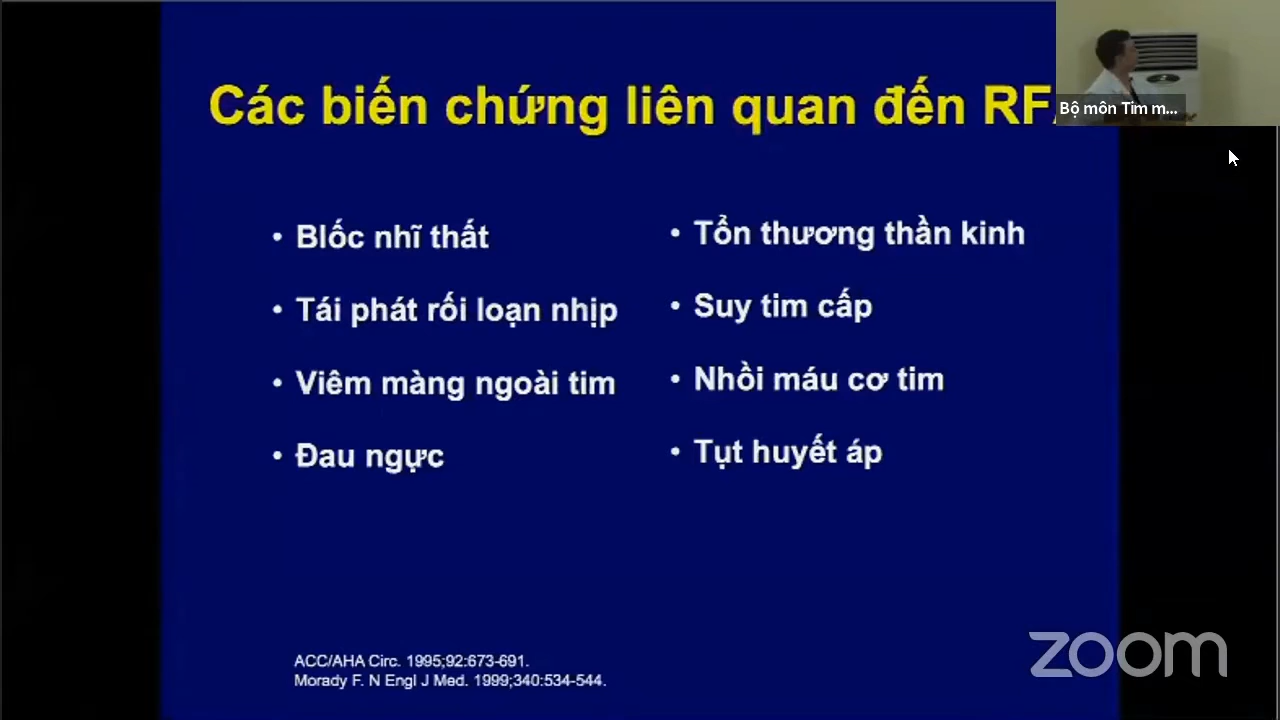 Các biến chứng liên quan đến RF
Bộ môn Tim m...
• Blốc nhĩ thất
• Tái phát rối loạn nhịp
• Viêm màng ngoài tim
• Đau ngực
• Tổn thương thần kinh
• Suy tim cấp
• Nhồi máu cơ tim
• Tụt huyết áp
ACC/AHA Circ. 1995;92:673-691.
Morady F. N Engl J Med. 1999;340:534-544.
zoom